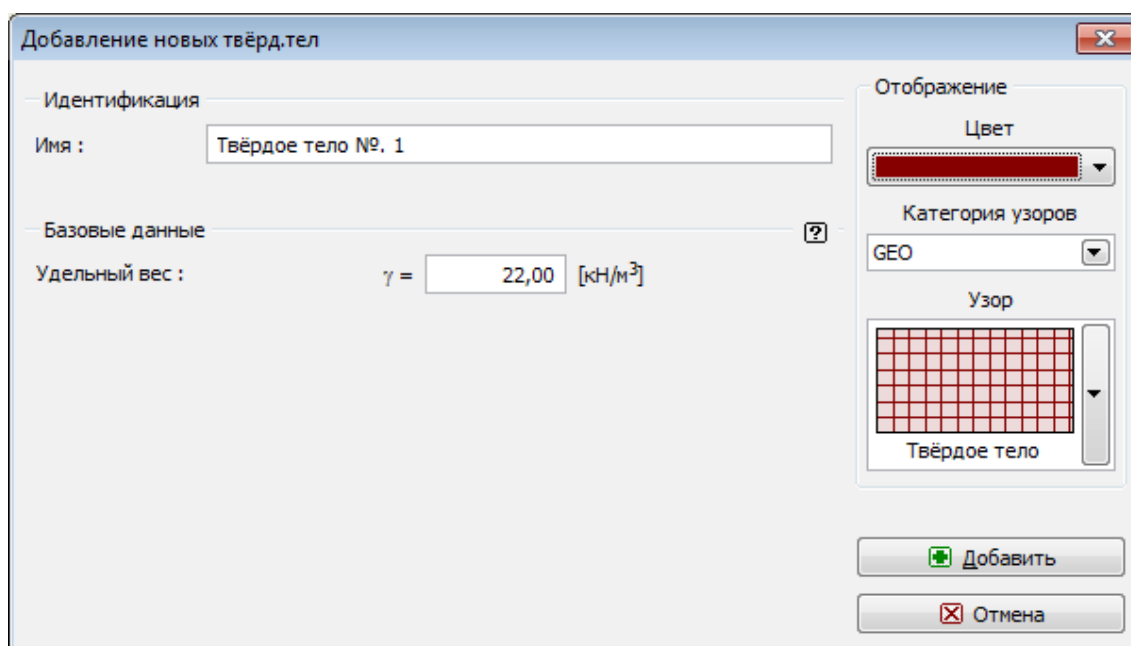 Добавление новых твёрд.тел
Идентификация
Имя :
Твёрдое тело №. 1
Базовые данные
?
Удельный вес :
γ = 22,00 [кН/м³]
Отображение
Цвет
Категория узоров
GEO
Узор
Твёрдое тело
Добавить
Отмена